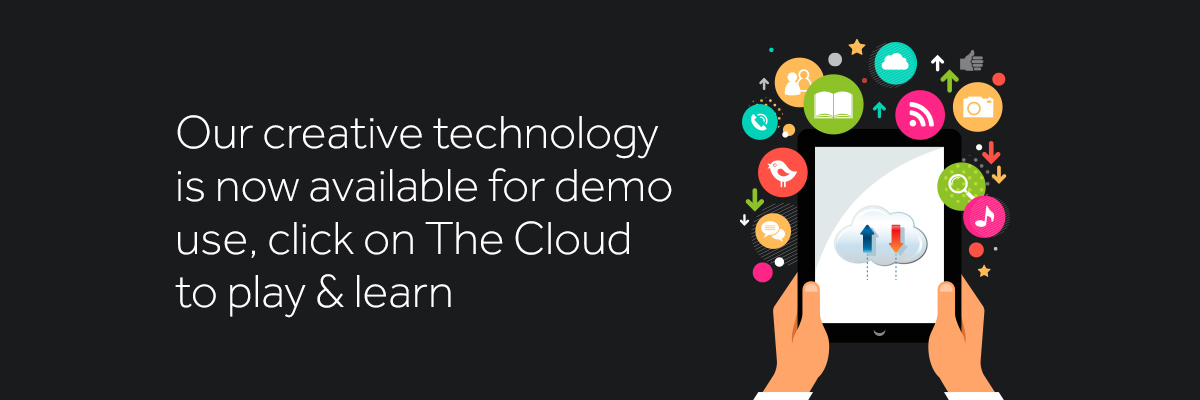 Our creative technology
is now available for demo
use, click on The Cloud
to play & learn